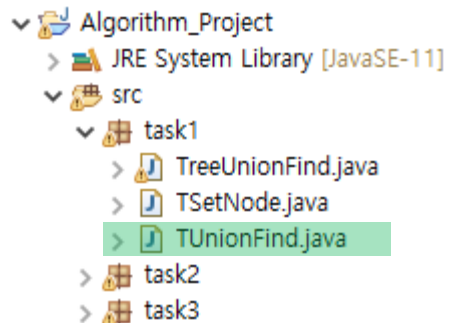 Algorithm_Project
JRE System Library [JavaSE-11]
src
task1
TreeUnionFind.java
TSetNode.java
TUnionFind.java
task2
task3